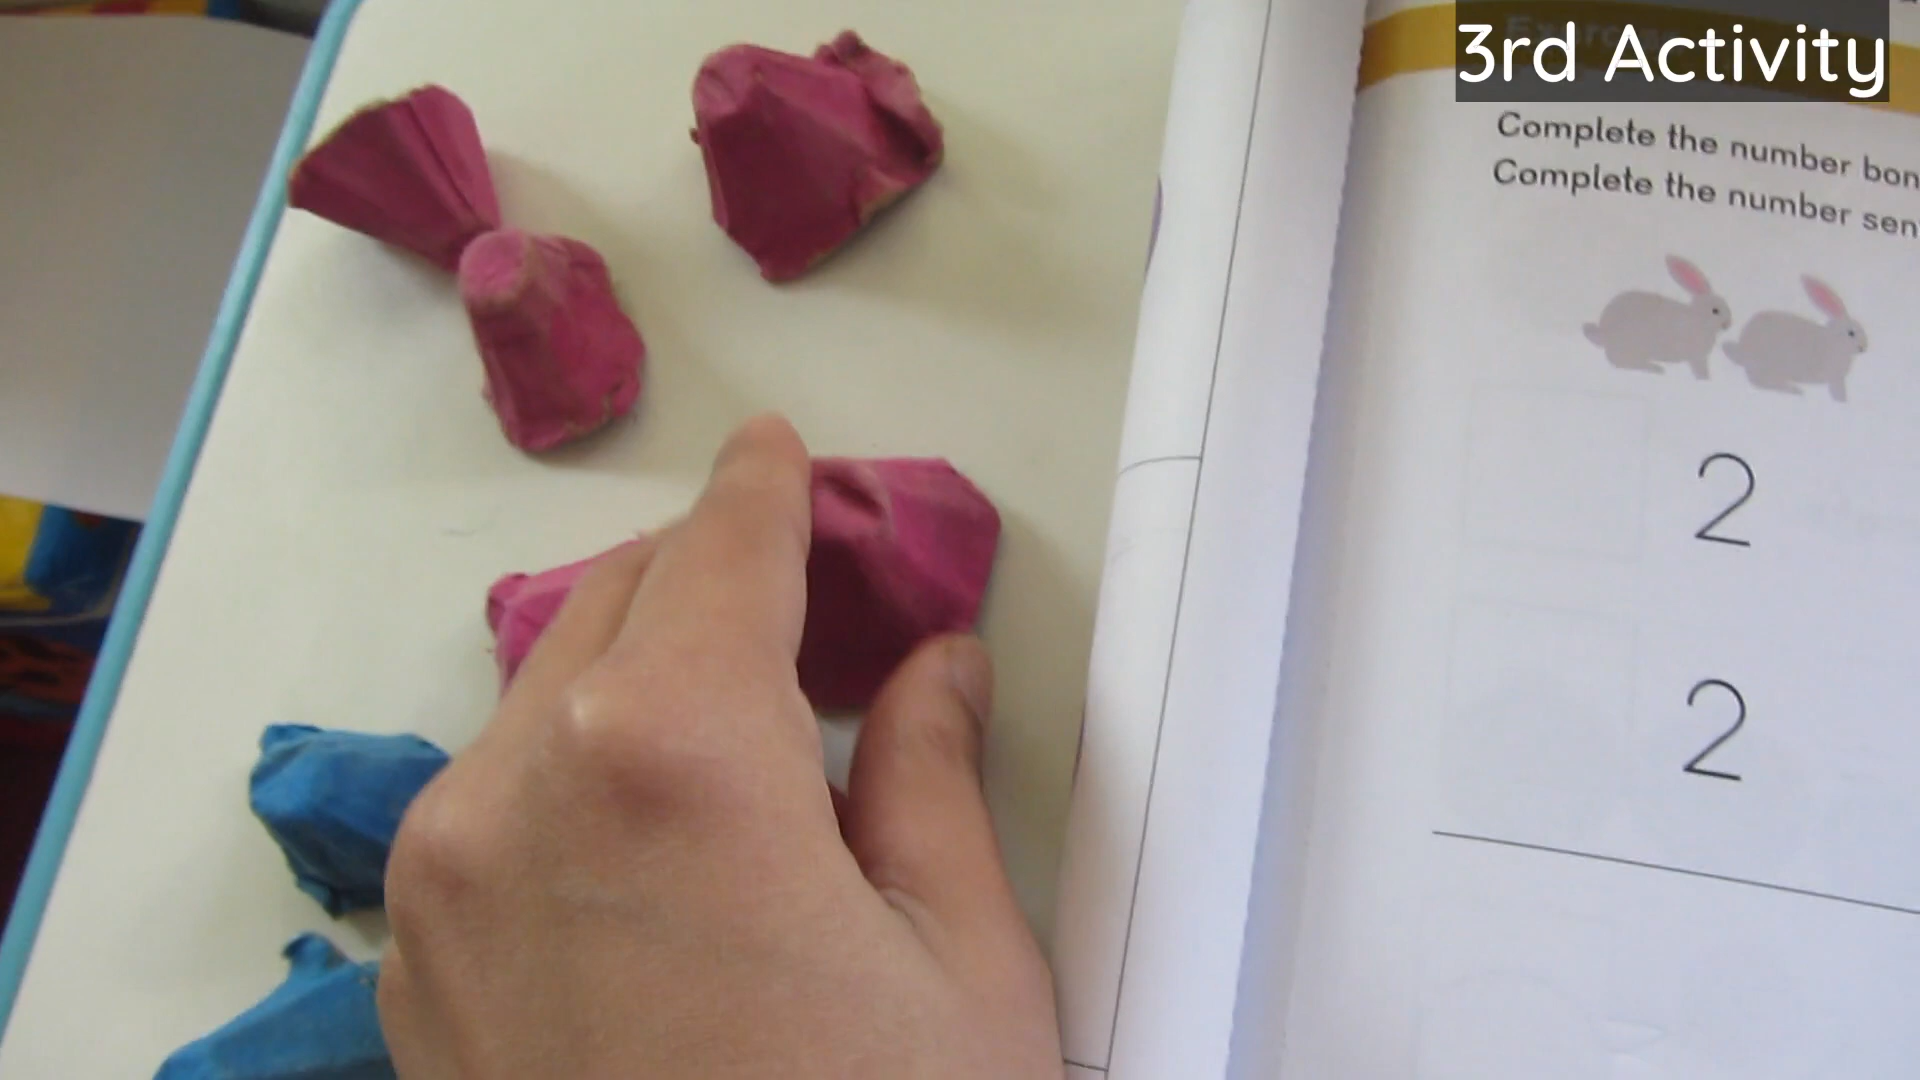 3rd Activity
Complete the number bon
Complete the number sen
2
2